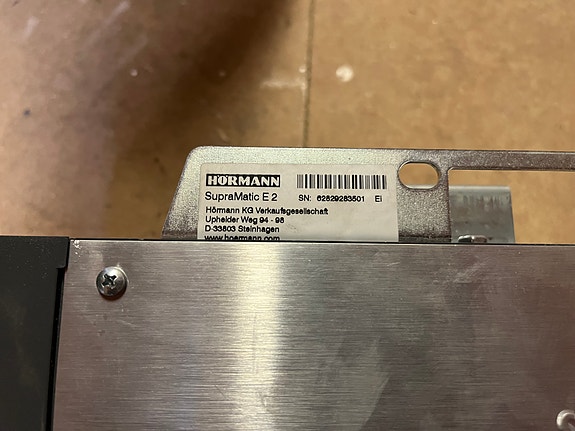 HÖRMANN
SupraMatic E 2 SN: 62829283501 EI
Hörmann KG Verkaufsgesellschaft
Upheider Weg 94 - 98
D-33803 Steinhagen
www.hoermann.com